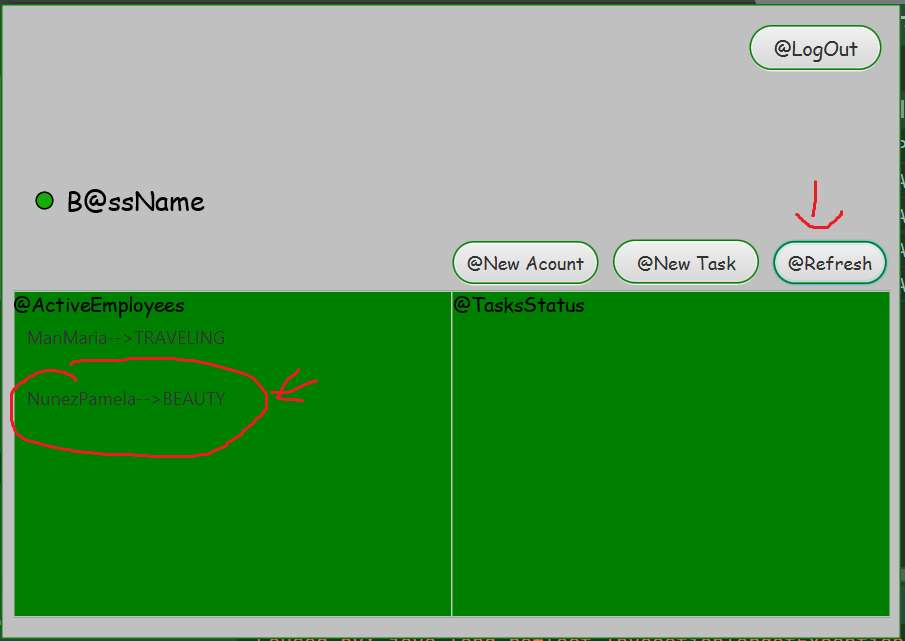 @LogOut
B@ssName
@New Acount
@New Task
@Refresh
@ActiveEmployees
@TasksStatus
ManMaria-->TRAVELING
NunezPamela-->BEAUTY